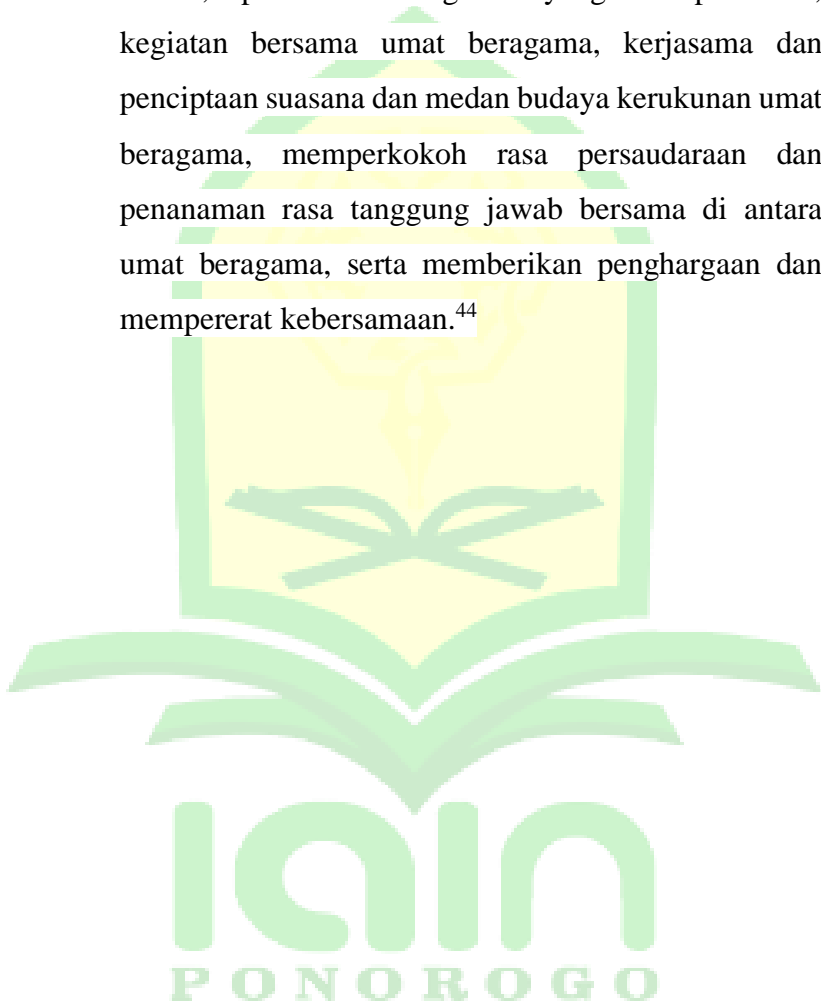 kegiatan bersama umat beragama, kerjasama dan
penciptaan suasana dan medan budaya kerukunan umat
beragama, memperkokoh rasa persaudaraan dan
penanaman rasa tanggung jawab bersama di antara
umat beragama, serta memberikan penghargaan dan
mempererat kebersamaan.44
iain
PONOROGO